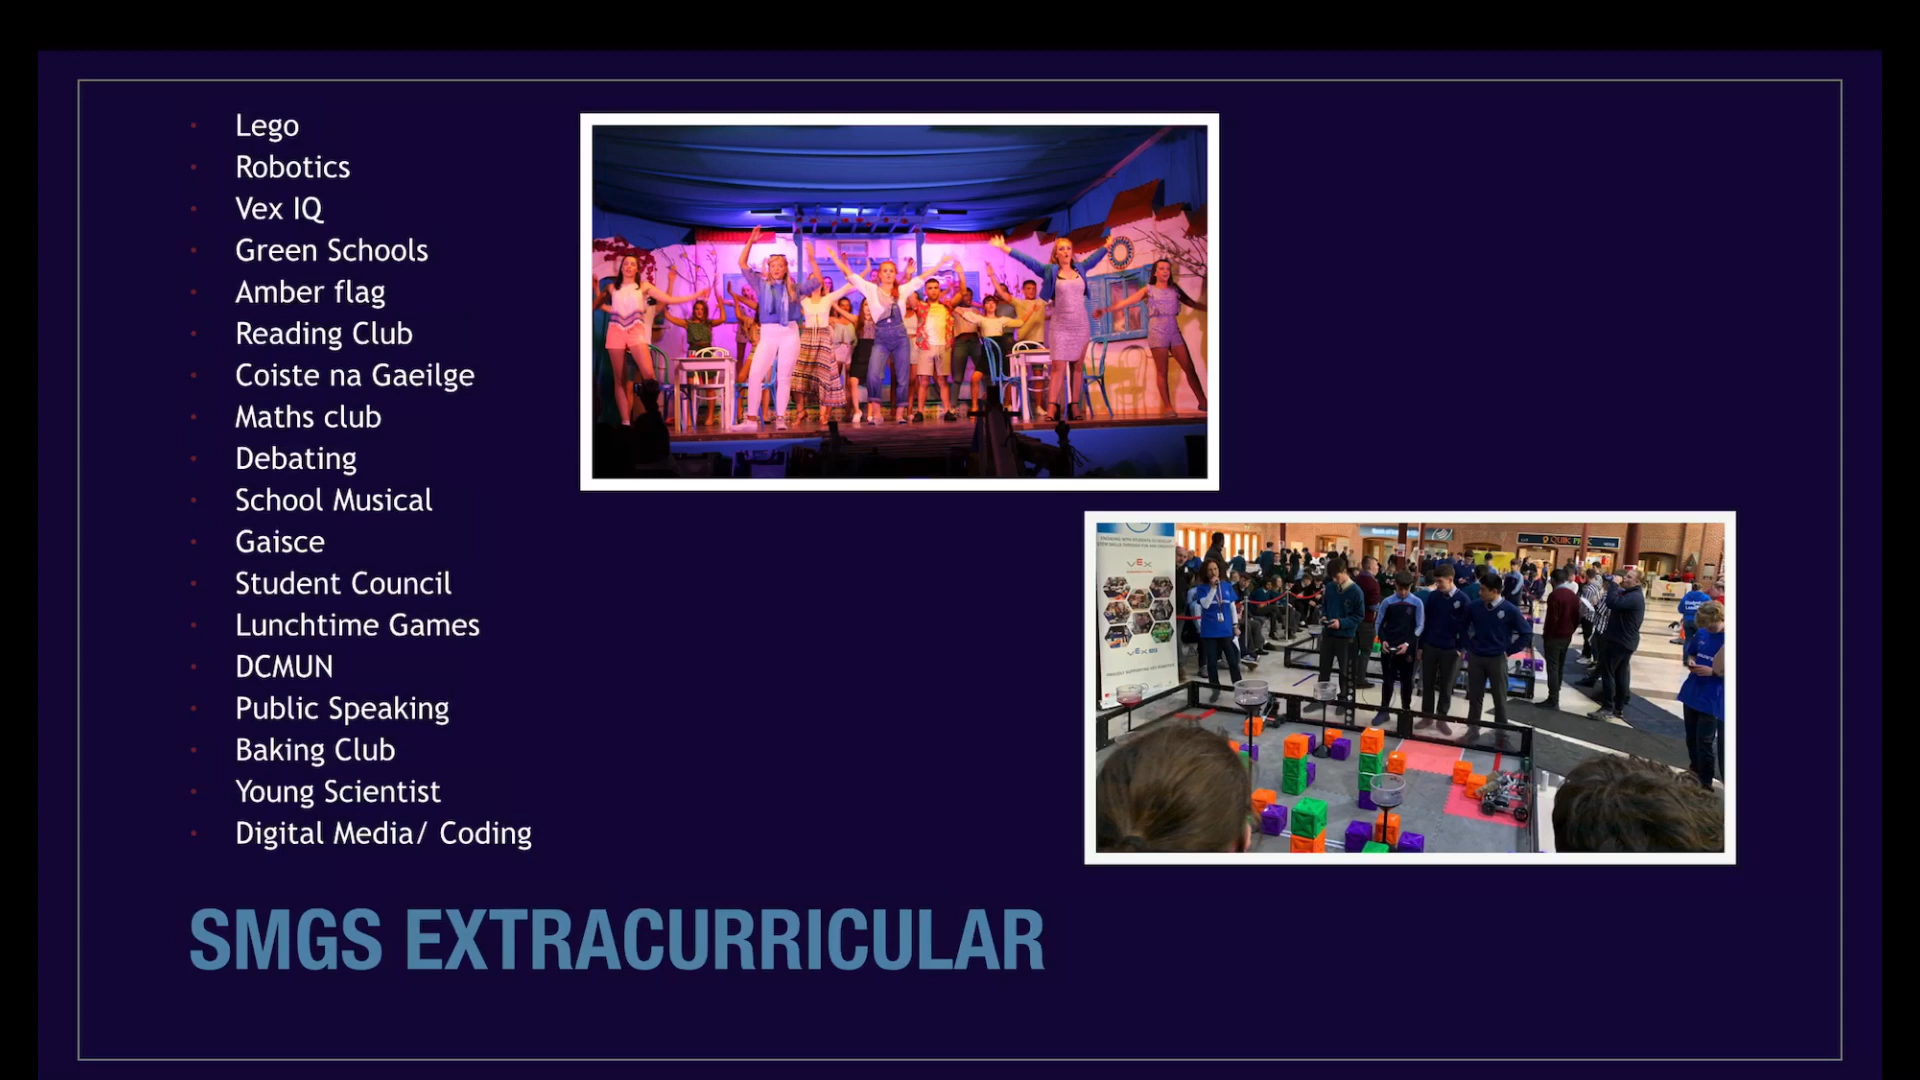 Lego
Robotics
Vex IQ
Green Schools
Amber flag
Reading Club
Coiste na Gaeilge
Maths club
Debating
School Musical
Gaisce
Student Council
Lunchtime Games
DCMUN
Public Speaking
Baking Club
Young Scientist
Digital Media/ Coding
VEX
SMGS EXTRACURRICULAR